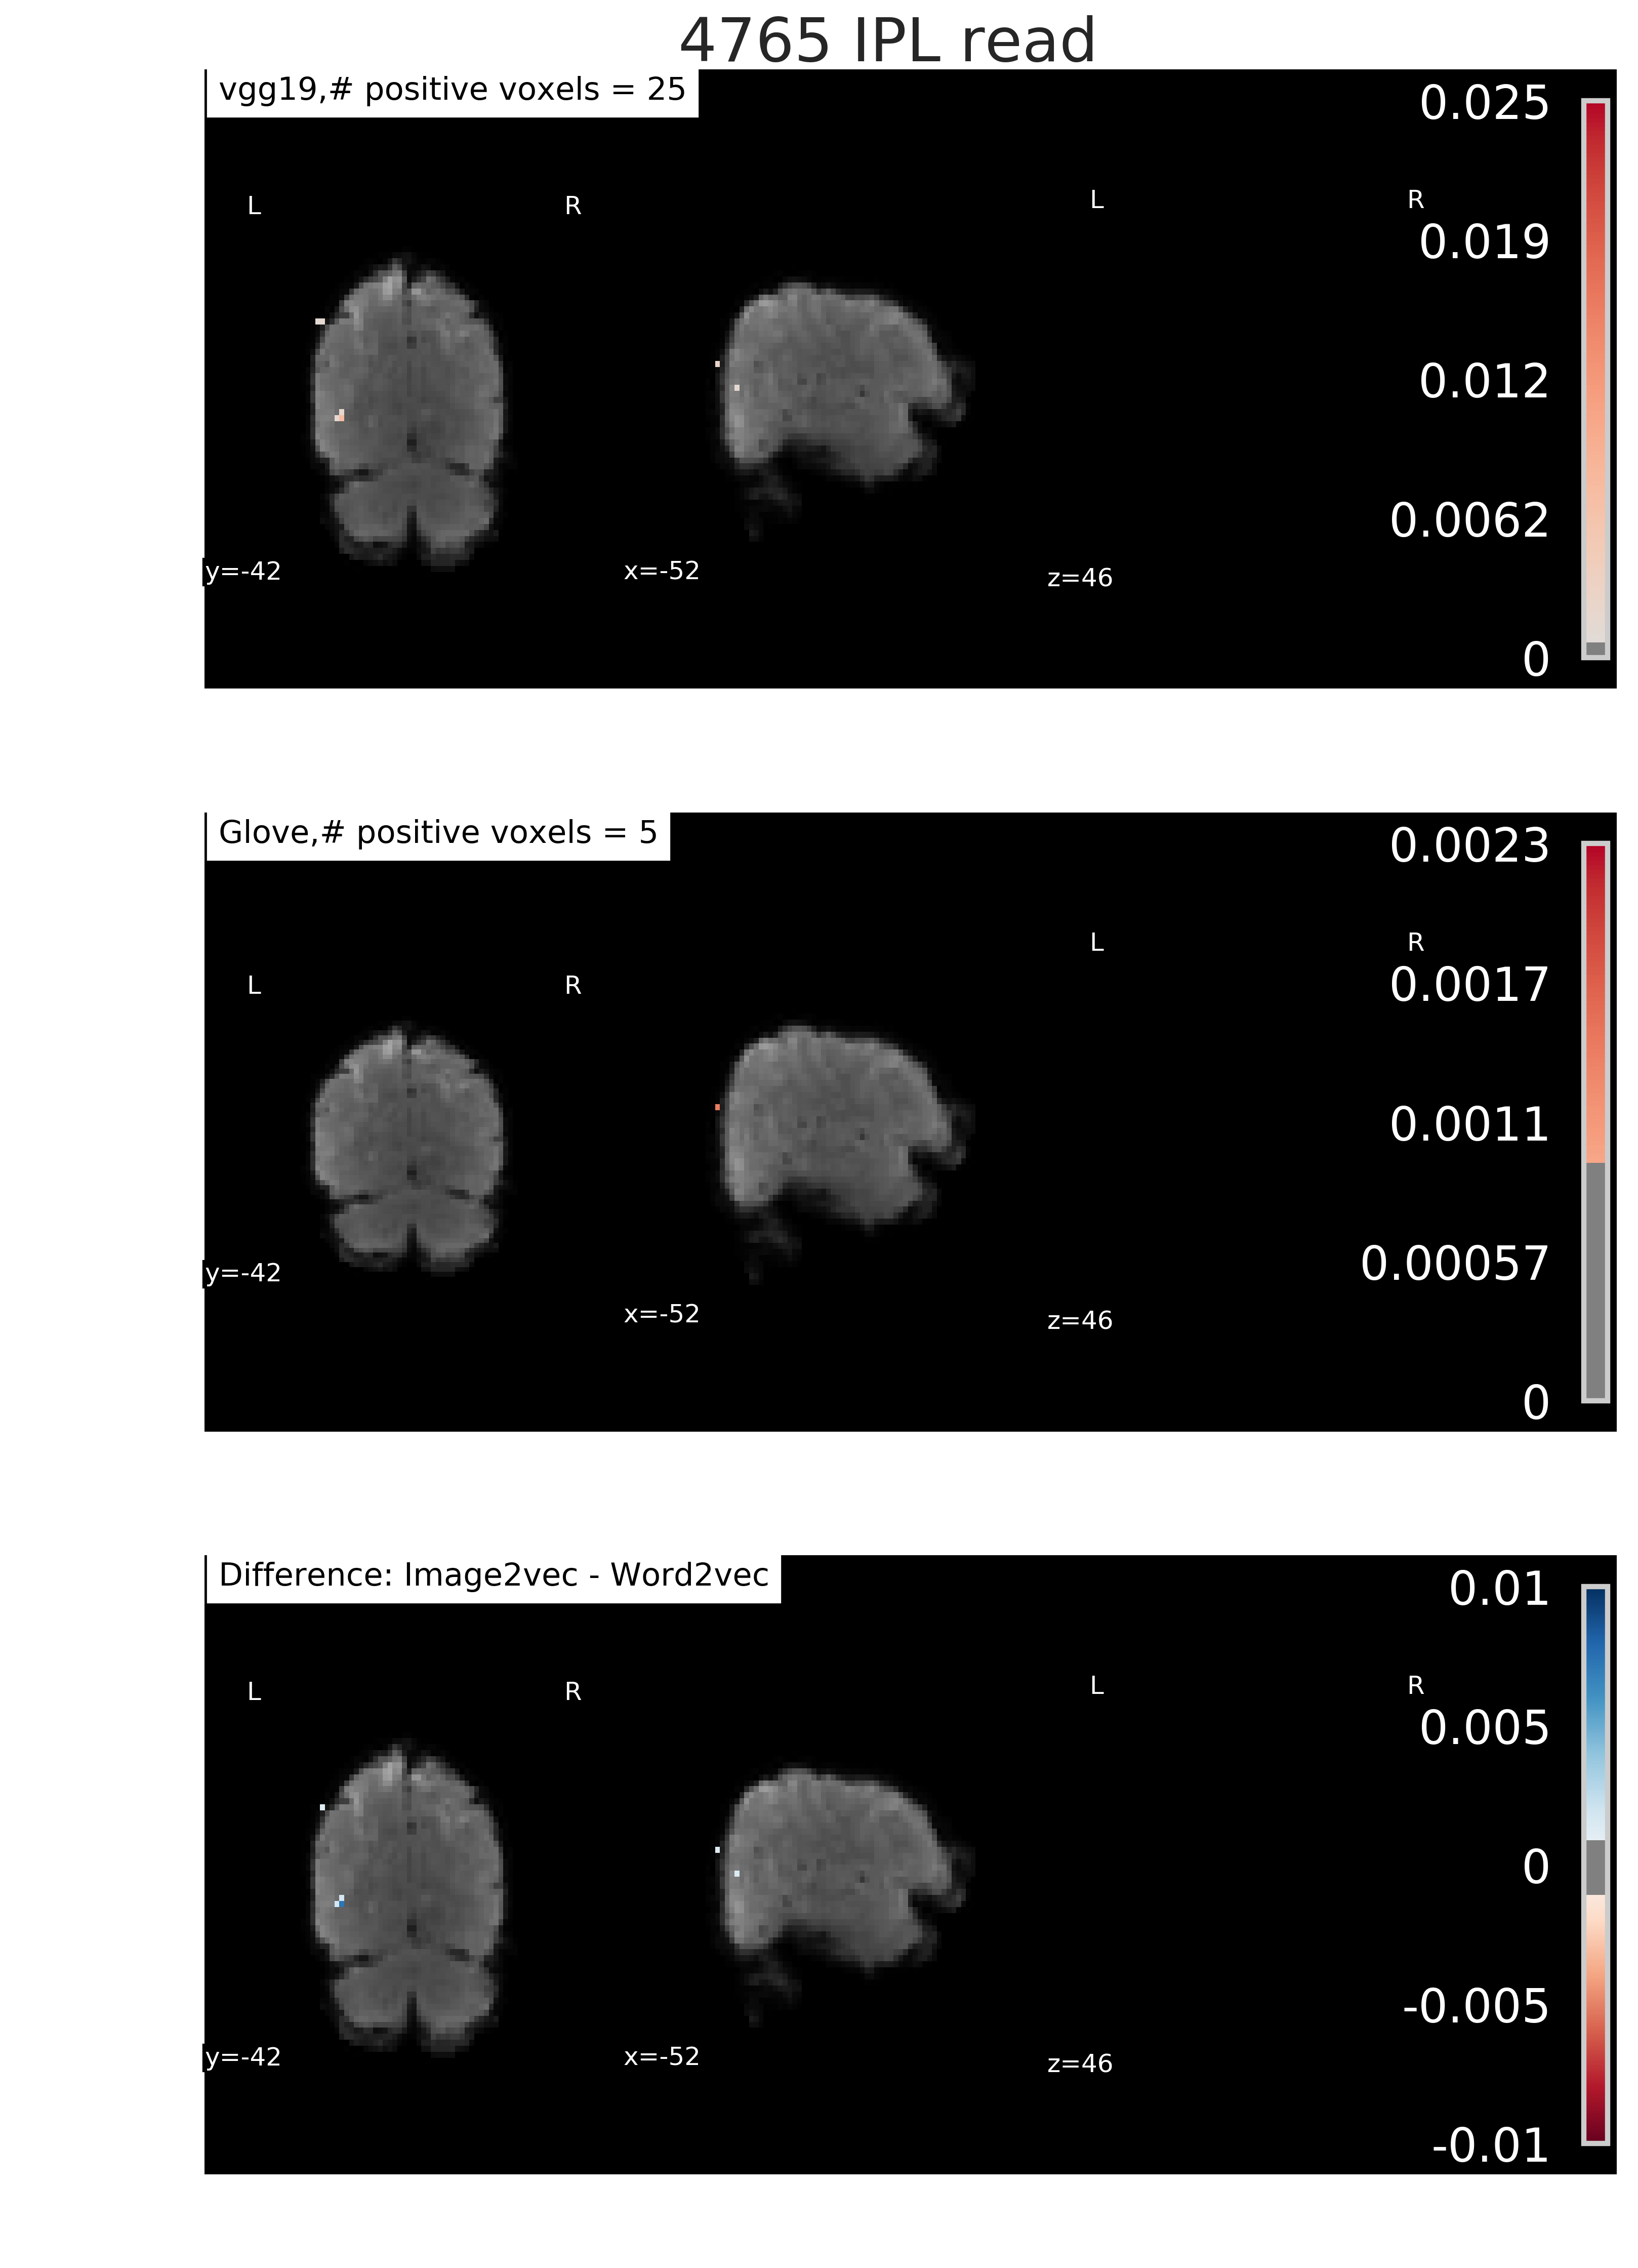 4765 IPL read
vgg19,# positive voxels = 25
0.025
L R L R
0.019
0.012
0.0062
y=-42 x=-52 z=46
0
Glove,# positive voxels = 5
0.0023
L R
L R
0.0017
0.0011
0.00057
y=-42
x=-52 z=46
0
Difference: Image2vec - Word2vec
0.01
L R L R
0.005
0
-0.005
y=-42 x=-52 z=46
-0.01